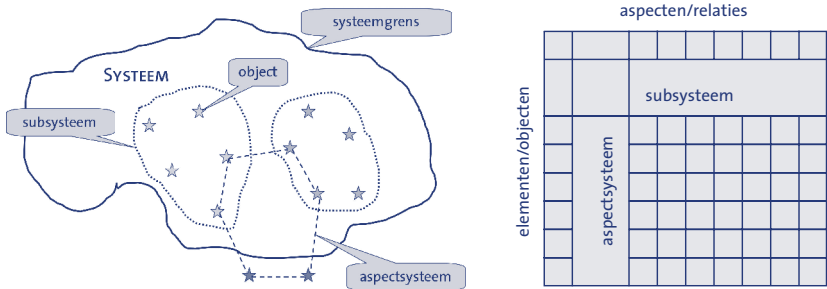 systeemgrens
SYSTEEM
object
subsysteem
aspectsysteem
aspecten/relaties
elementen/objecten
subsysteem
aspectsysteem